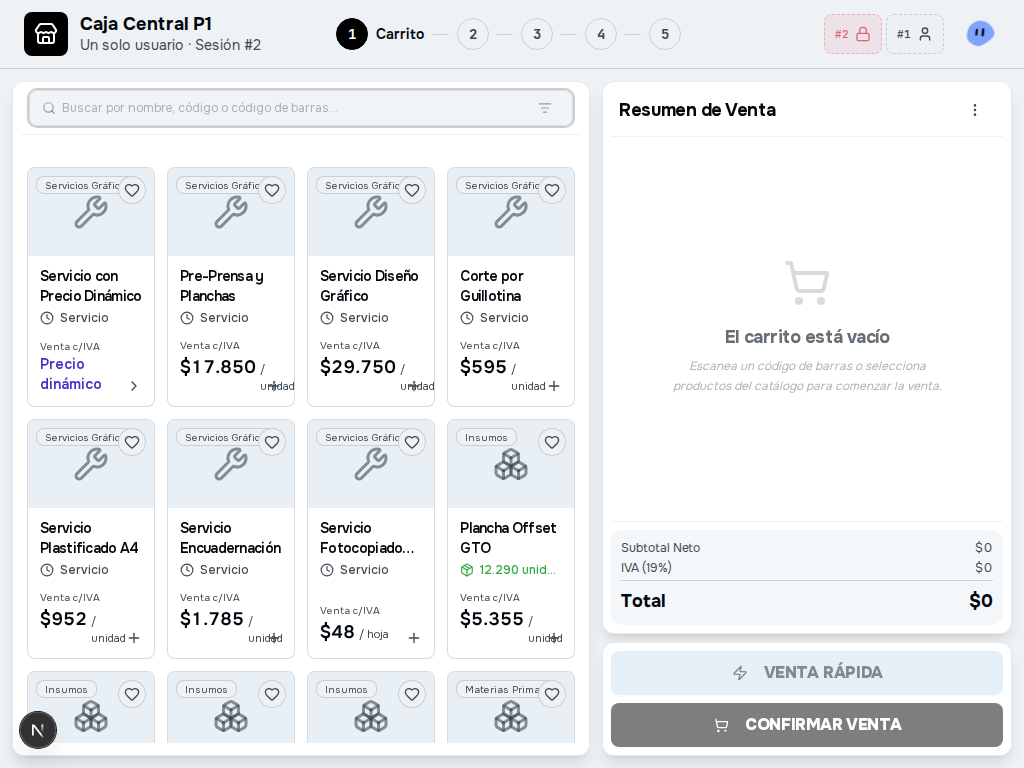 Caja Central P1
Un solo usuario · Sesión #2
1 Carrito 2 3 4 5
#2 #1
Buscar por nombre, código o código de barras...
Resumen de Venta
Servicios Gráfic
Servicio con
Precio Dinámico
Servicio
Venta c/IVA
Precio
dinámico
Servicios Gráfic
Pre-Prensa y
Planchas
Servicio
Venta c/IVA
$17.850 /
unidad
Servicios Gráfic
Servicio Diseño
Gráfico
Servicio
Venta c/IVA
$29.750 /
unidad
Servicios Gráfic
Corte por
Guillotina
Servicio
Venta c/IVA
$595 /
unidad
Servicios Gráfic
Servicio
Plastificado A4
Servicio
Venta c/IVA
$952 /
unidad
Servicios Gráfic
Servicio
Encuadernación
Servicio
Venta c/IVA
$1.785 /
unidad
Servicios Gráfic
Servicio
Fotocopiado...
Servicio
Venta c/IVA
$48 / hoja
Insumos
Plancha Offset
GTO
12.290 unid...
Venta c/IVA
$5.355 /
unidad
Insumos
Insumos
Insumos
Materias Prima
N
El carrito está vacío
Escanea un código de barras o selecciona
productos del catálogo para comenzar la venta.
Subtotal Neto $0
IVA (19%) $0
Total $0
VENTA RÁPIDA
CONFIRMAR VENTA